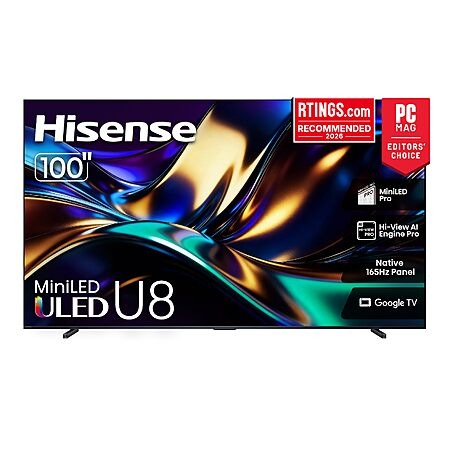 Hisense
100"
RTINGS.com
RECOMMENDED
2026
PC
MAG
EDITORS'
CHOICE
MiniLED
Pro
Hi-View AI
Engine Pro
Native
165Hz Panel
Google TV
MiniLED
ULED U8